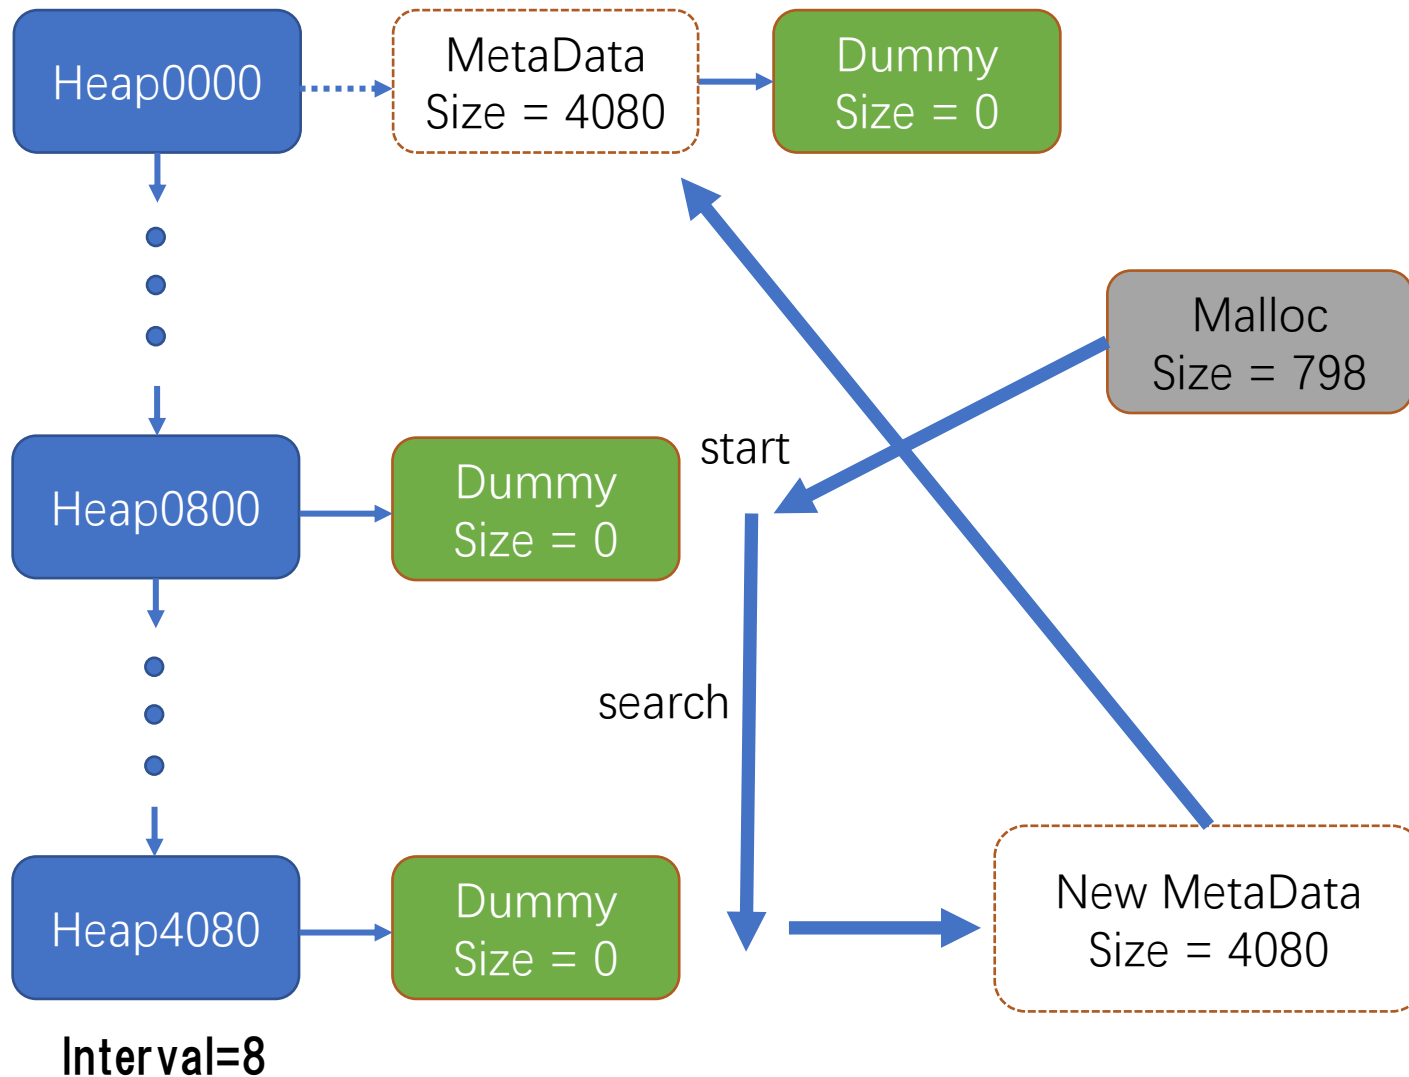 Heap0000
MetaData
Size = 4080
Dummy
Size = 0
Malloc
Size = 798
start
Heap0800
Dummy
Size = 0
search
Heap4080
Dummy
Size = 0
New MetaData
Size = 4080
Interval=8